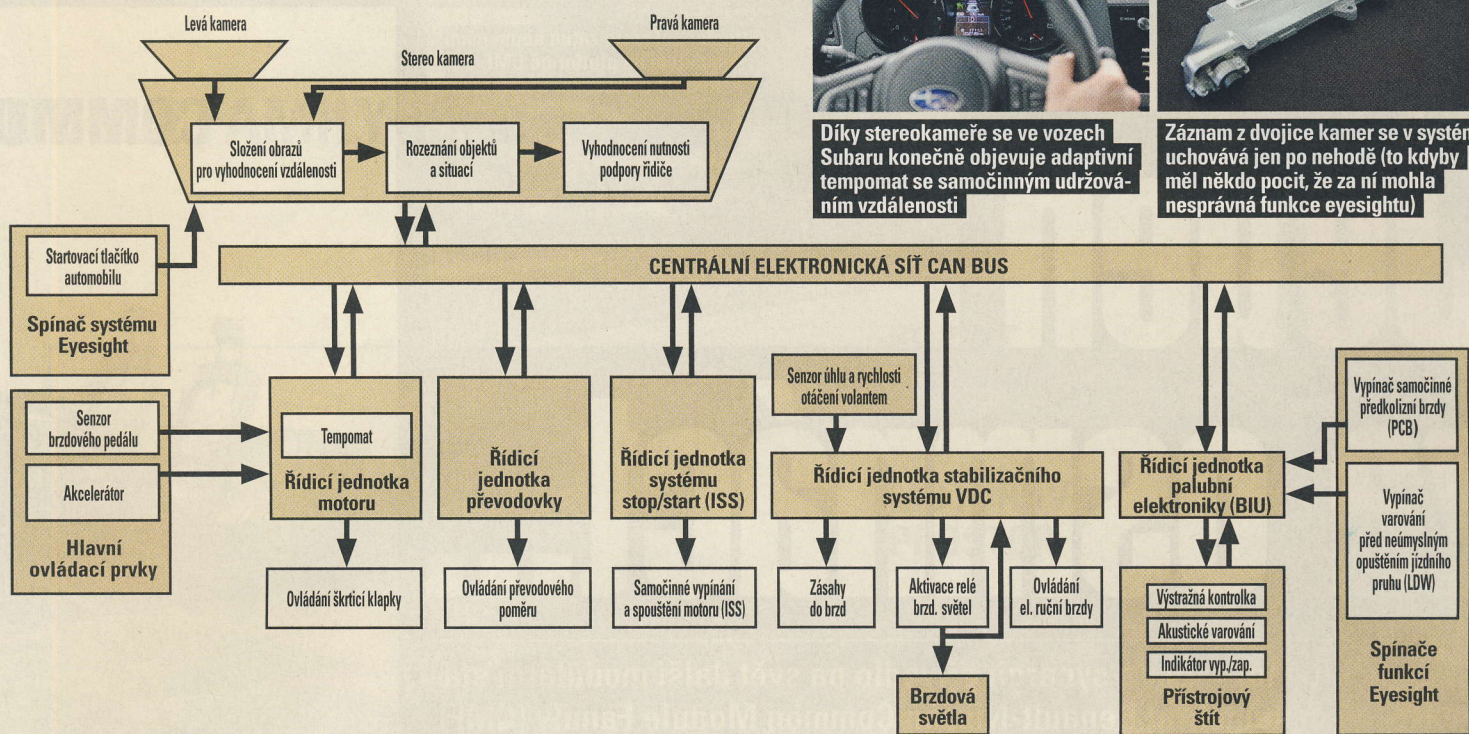 Levá kamera
Stereo kamera
Pravá kamera
Složení obrazů
pro vyhodnocení vzdálenosti
Rozeznání objektů
a situací
Vyhodnocení nutnosti
podpory řidiče
Díky stereokameře se ve vozech
Subaru konečně objevuje adaptivní
tempomat se samočinným udržová-
ním vzdálenosti
Záznam z dvojice kamer se v systém
uchovává jen po nehodě (to kdyby
měl někdo pocit, že za ní mohla
nesprávná funkce eyesightu)
Startovací tlačítko
automobilu
Spínač systému
Eyesight
CENTRÁLNÍ ELEKTRONICKÁ SÍŤ CAN BUS
Senzor
brzdového pedálu
Akcelerátor
Hlavní
ovládací prvky
Tempomat
Řídicí jednotka
motoru
Řídicí
jednotka
převodovky
Řídicí jednotka
systému
stop/start (ISS)
Senzor úhlu a rychlosti
otáčení volantem
Řídicí jednotka stabilizačního
systému VDC
Řídicí jednotka
palubní
elektroniky (BIU)
Vypínač samočinné
předkolizní brzdy
(PCB)
Vypínač
varování
před neúmyslným
opuštěním jízdního
pruhu (LDW)
Spínače
funkcí
Eyesight
Ovládání škrticí klapky
Ovládání převodového
poměru
Samočinné vypínání
a spouštění motoru (ISS)
Zásahy
do brzd
Aktivace relé
brzd. světel
Ovládání
el. ruční brzdy
Brzdová
světla
Výstražná kontrolka
Akustické varování
Indikátor vyp./zap.
Přístrojový
štít